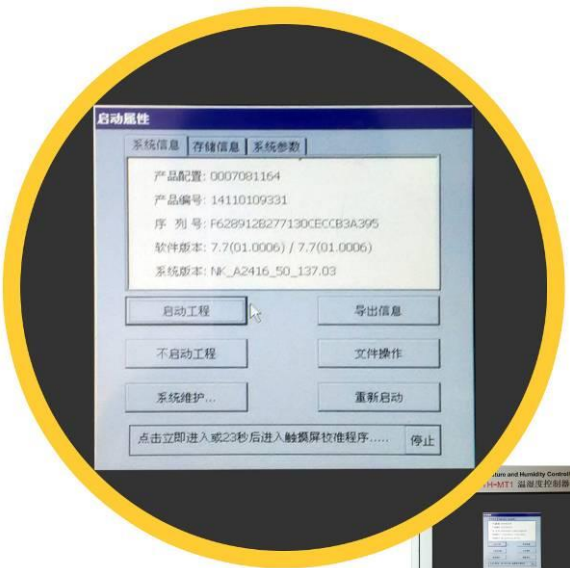 启动属性
系统信息 存储信息 系统参数
产品配置: 0007081164
产品编号: 14110109331
序 列 号: F628912B277130CECCB3A395
软件版本: 7.7(01.0006) / 7.7(01.0006)
系统版本: NK_A2416_50_137.03
启动工程 导出信息
不启动工程 文件操作
系统维护... 重新启动
点击立即进入或23秒后进入触摸屏校准程序..... 停止
and Humidity
H-MT1 温湿度控制器